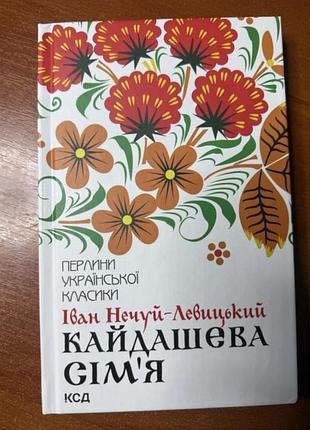 ПЕРЛИНИ
УКРАЇНСЬКОЇ
КЛАСИКИ
Іван Нечуй-Левицький
КАЙДАШЕВА
СІМ'Я
КСД